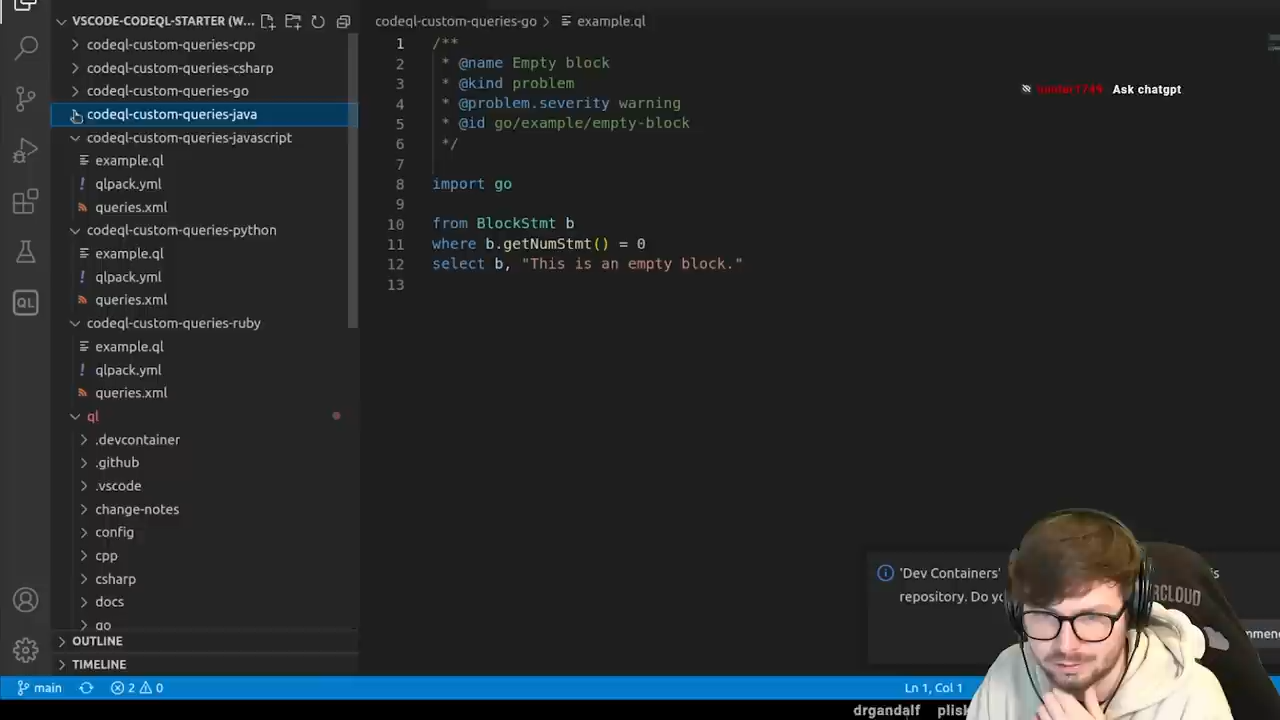 VSCODE-CODEQL-STARTER (W...
codeql-custom-queries-cpp
codeql-custom-queries-csharp
codeql-custom-queries-go
codeql-custom-queries-java
codeql-custom-queries-javascript
example.ql
! qlpack.yml
queries.xml
codeql-custom-queries-python
example.ql
! qlpack.yml
queries.xml
codeql-custom-queries-ruby
example.ql
! qlpack.yml
queries.xml
ql
.devcontainer
.github
.vscode
change-notes
config
cpp
csharp
docs
go
OUTLINE
TIMELINE
QL
codeql-custom-queries-go > example.ql
1 /**
2 * @name Empty block
3 * @kind problem
4 * @problem.severity warning
5 * @id go/example/empty-block
6 */
7
8 import go
9
10 from BlockStmt b
11 where b.getNumStmt() = 0
12 select b, "This is an empty block."
13
Ask chatgpt
'Dev Containers'
repository. Do
main 2 0
Ln 1, Col 1
drgandalf